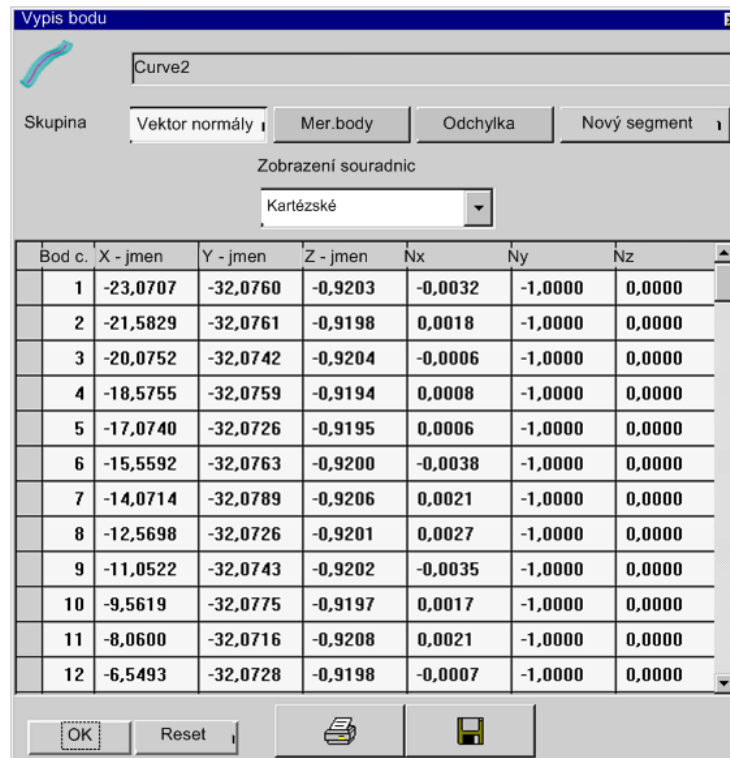 Vypis bodu
Curve2
Skupina Vektor normály Mer.body Odchylka Nový segment
Zobrazení souradnic
Kartézské
Bod c. X - jmen Y - jmen Z - jmen Nx Ny Nz
1 -23,0707 -32,0760 -0,9203 -0,0032 -1,0000 0,0000
2 -21,5829 -32,0761 -0,9198 0,0018 -1,0000 0,0000
3 -20,0752 -32,0742 -0,9204 -0,0006 -1,0000 0,0000
4 -18,5755 -32,0759 -0,9194 0,0008 -1,0000 0,0000
5 -17,0740 -32,0726 -0,9195 0,0006 -1,0000 0,0000
6 -15,5592 -32,0763 -0,9200 -0,0038 -1,0000 0,0000
7 -14,0714 -32,0789 -0,9206 0,0021 -1,0000 0,0000
8 -12,5698 -32,0726 -0,9201 0,0027 -1,0000 0,0000
9 -11,0522 -32,0743 -0,9202 -0,0035 -1,0000 0,0000
10 -9,5619 -32,0775 -0,9197 0,0017 -1,0000 0,0000
11 -8,0600 -32,0716 -0,9208 0,0021 -1,0000 0,0000
12 -6,5493 -32,0728 -0,9198 -0,0007 -1,0000 0,0000
OK Reset